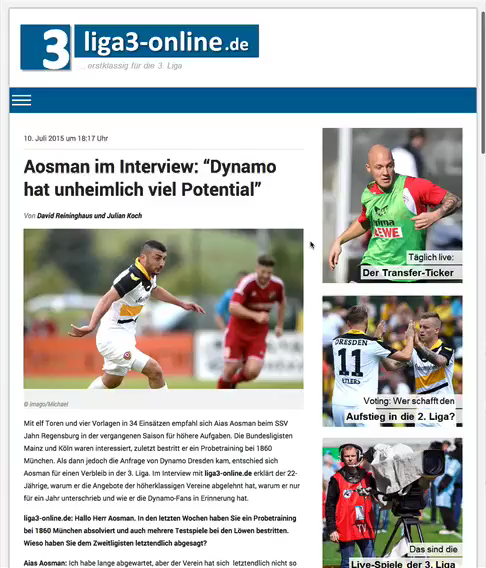 3 liga3-online.de
... erstklassig für die 3. Liga
10. Juli 2015 um 18:17 Uhr
Aosman im Interview: “Dynamo
hat unheimlich viel Potential”
Von David Reininghaus und Julian Koch
© imago/Michael
Mit elf Toren und vier Vorlagen in 34 Einsätzen empfahl sich Aias Aosman beim SSV
Jahn Regensburg in der vergangenen Saison für höhere Aufgaben. Die Bundesligisten
Mainz und Köln waren interessiert, zuletzt bestritt er ein Probetraining bei 1860
München. Als dann jedoch die Anfrage von Dynamo Dresden kam, entschied sich
Aosman für einen Verbleib in der 3. Liga. Im Interview mit liga3-online.de erklärt der 22-
Jährige, warum er die Angebote der höherklassigen Vereine abgelehnt hat, warum er nur
für ein Jahr unterschrieb und wie er die Dynamo-Fans in Erinnerung hat.
liga3-online.de: Hallo Herr Aosman. In den letzten Wochen haben Sie ein Probetraining
bei 1860 München absolviert und auch mehrere Testspiele bei den Löwen bestritten.
Wieso haben Sie dem Zweitligisten letztendlich abgesagt?
Aias Aosman: Ich habe lange abgewartet, aber der Verein hat sich letztendlich nicht so
REWE
Täglich live:
Der Transfer-Ticker
DRESDEN
11
EILERS
Voting: Wer schafft den
Aufstieg in die 2. Liga?
Das sind die
Live-Spiele der 3. Liga